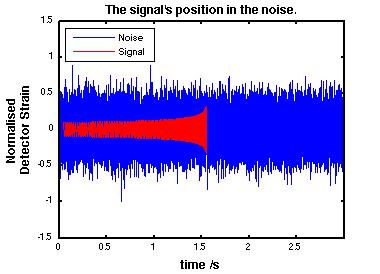 The signal's position in the noise.
1.5
Noise
Signal
1
0.5
0
-0.5
-1
-1.5
Normalised
Detector Strain
0 0.5 1 1.5 2 2.5
time /s